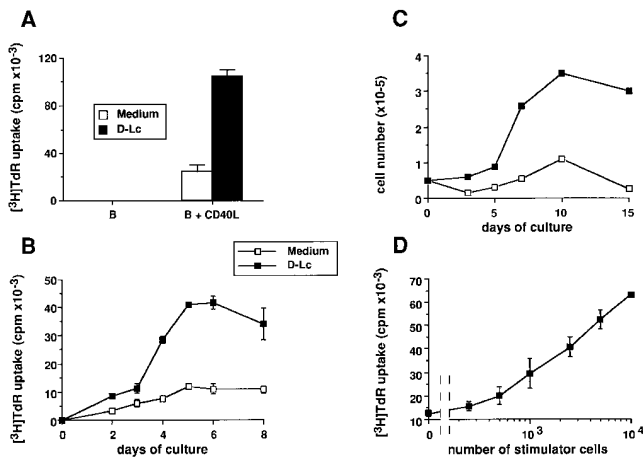 A
[³H]TdR uptake (cpm x10⁻³)
120
80
40
0
Medium
D-Lc
B
B + CD40L
B
Medium
D-Lc
[³H]TdR uptake (cpm x10⁻³)
50
40
30
20
10
0
0
2
4
6
8
days of culture
C
cell number (x10-5)
4
3
2
1
0
0
5
10
15
days of culture
D
[³H]TdR uptake (cpm x10⁻³)
70
60
50
40
30
20
10
0
10³
10⁴
number of stimulator cells